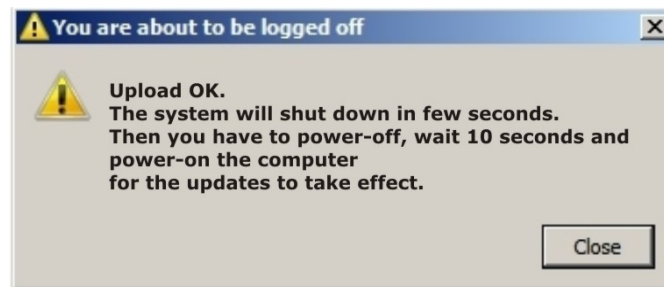 You are about to be logged off
Upload OK.
The system will shut down in few seconds.
Then you have to power-off, wait 10 seconds and
power-on the computer
for the updates to take effect.
Close